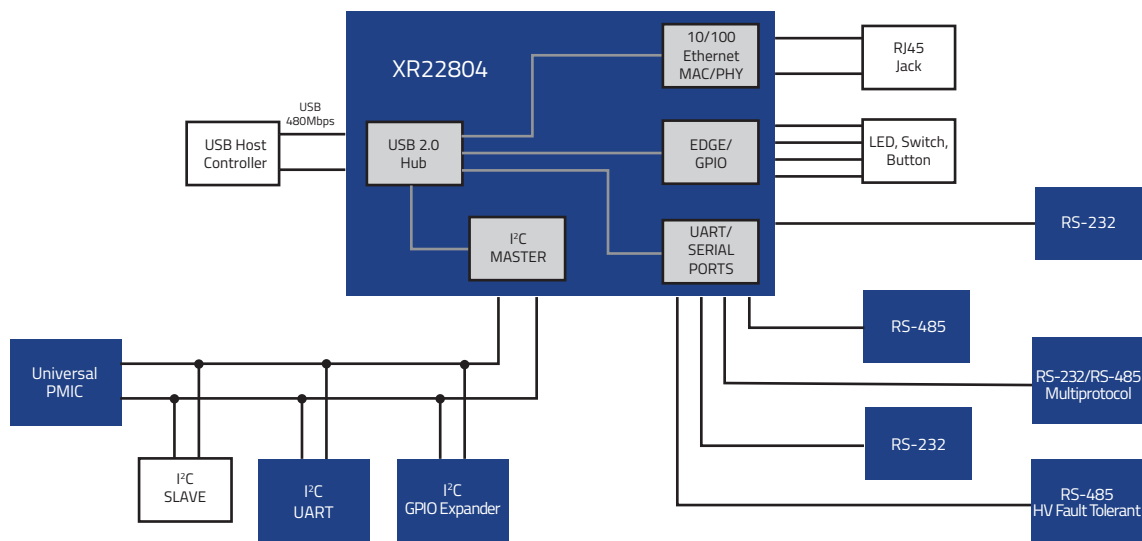 XR22804
10/100
Ethernet
MAC/PHY
RJ45
Jack
USB
480Mbps
USB Host
Controller
USB 2.0
Hub
EDGE/
GPIO
LED, Switch,
Button
I²C
MASTER
UART/
SERIAL
PORTS
RS-232
RS-485
Universal
PMIC
RS-232/RS-485
Multiprotocol
RS-232
I²C
SLAVE
I²C
UART
I²C
GPIO Expander
RS-485
HV Fault Tolerant